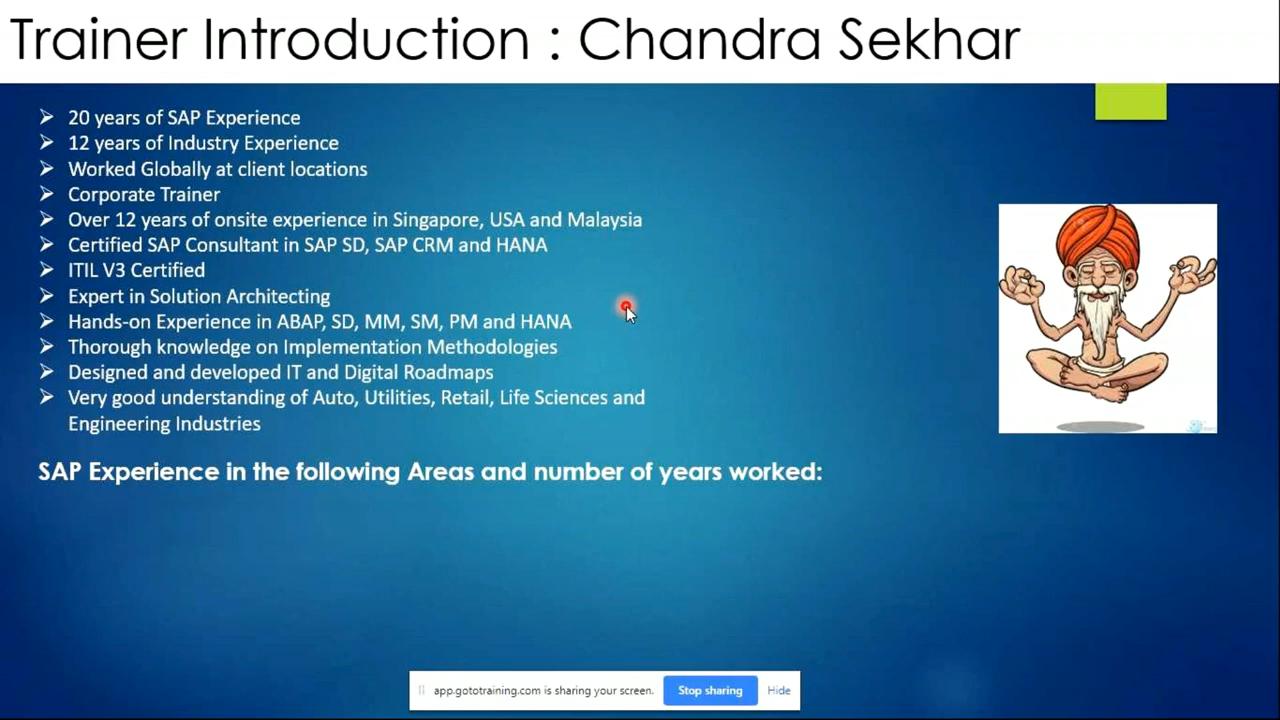 Trainer Introduction : Chandra Sekhar
20 years of SAP Experience
12 years of Industry Experience
Worked Globally at client locations
Corporate Trainer
Over 12 years of onsite experience in Singapore, USA and Malaysia
Certified SAP Consultant in SAP SD, SAP CRM and HANA
ITIL V3 Certified
Expert in Solution Architecting
Hands-on Experience in ABAP, SD, MM, SM, PM and HANA
Thorough knowledge on Implementation Methodologies
Designed and developed IT and Digital Roadmaps
Very good understanding of Auto, Utilities, Retail, Life Sciences and
Engineering Industries
SAP Experience in the following Areas and number of years worked:
app.gototraining.com is sharing your screen. Stop sharing Hide